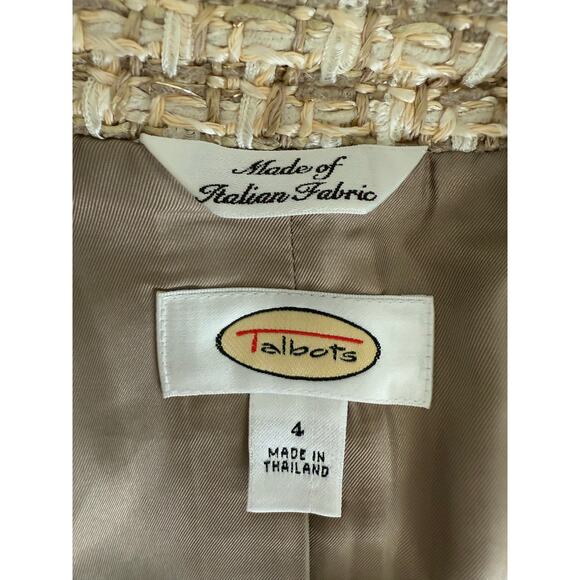 Made of
Italian Fabric
Talbots
4
MADE IN
THAILAND